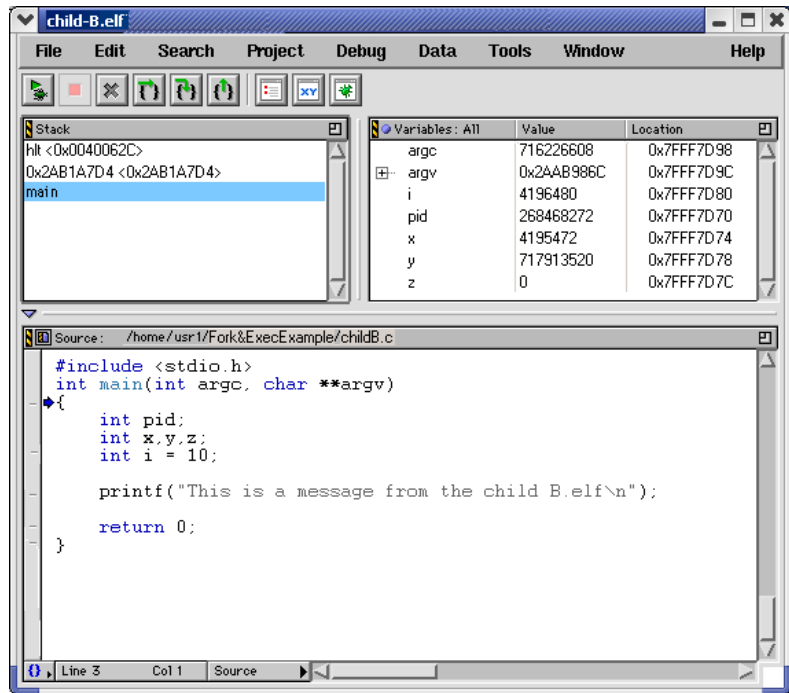 child-B.elf
File Edit Search Project Debug Data Tools Window Help
Stack
hlt <0x0040062C>
0x2AB1A7D4 <0x2AB1A7D4>
main
Variables: All Value Location
argc 716226608 0x7FFF7D98
argv 0x2AAB986C 0x7FFF7D9C
i 4196480 0x7FFF7D80
pid 268468272 0x7FFF7D70
x 4195472 0x7FFF7D74
y 717913520 0x7FFF7D78
z 0 0x7FFF7D7C
Source: /home/usr1/Fork&ExecExample/childB.c
#include <stdio.h>
int main(int argc, char **argv)
{
int pid;
int x,y,z;
int i = 10;
printf("This is a message from the child B.elf\n");
return 0;
}
{} Line 3 Col 1 Source